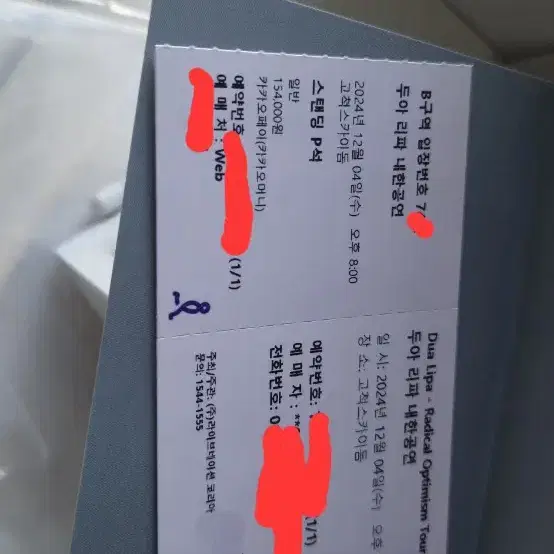 B구역 입장번호 7
두아 리파 내한공연
2024년 12월 04일(수) 오후 8:00
고척스카이돔
스탠딩 P석
일반
154,000원
카카오페이(카카오머니)
예약번호 (1/1)
예 매 처 : Web
Dua Lipa - Radical Optimism Tour
두아 리파 내한공연
일 시: 2024년 12월 04일(수) 오후
장 소: 고척스카이돔
예약번호: 1/1)
예 매 자 :
전화번호: 0
주최/주관: (주)라이브네이션 코리아
문의: 1544-1555